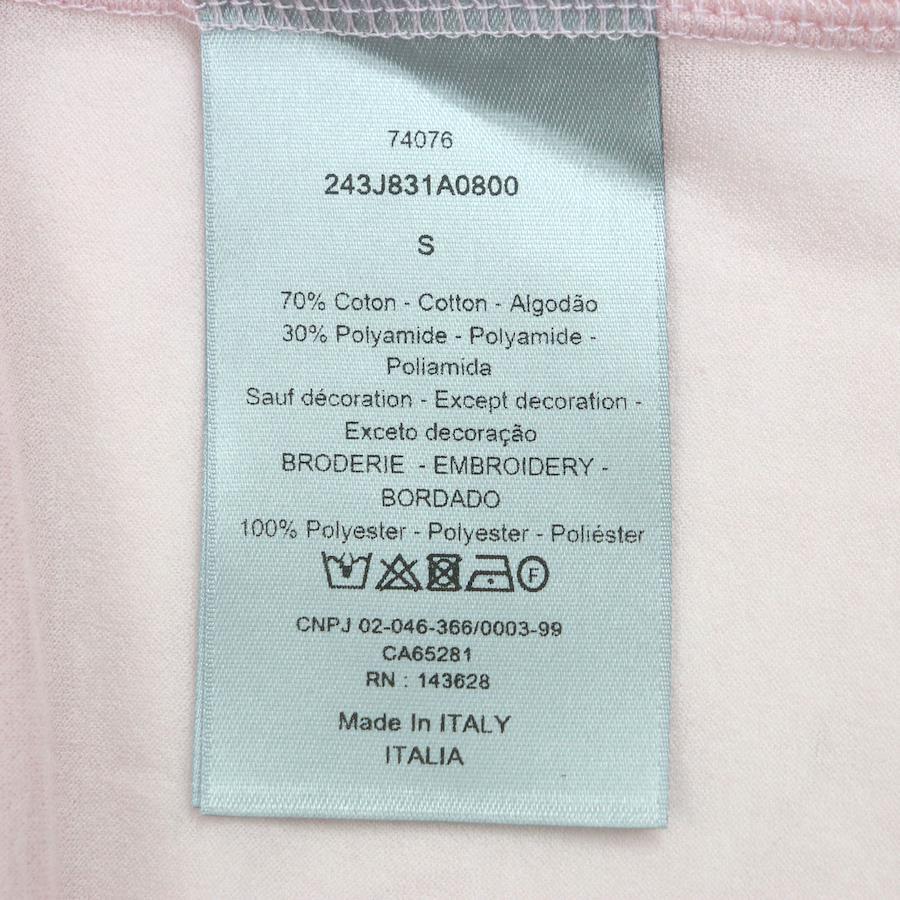 74076
243J831A0800
S
70% Coton - Cotton - Algodão
30% Polyamide - Polyamide -
Poliamida
Sauf décoration - Except decoration -
Exceto decoração
BRODERIE - EMBROIDERY -
BORDADO
100% Polyester - Polyester - Poliéster
F
CNPJ 02-046-366/0003-99
CA65281
RN : 143628
Made In ITALY
ITALIA